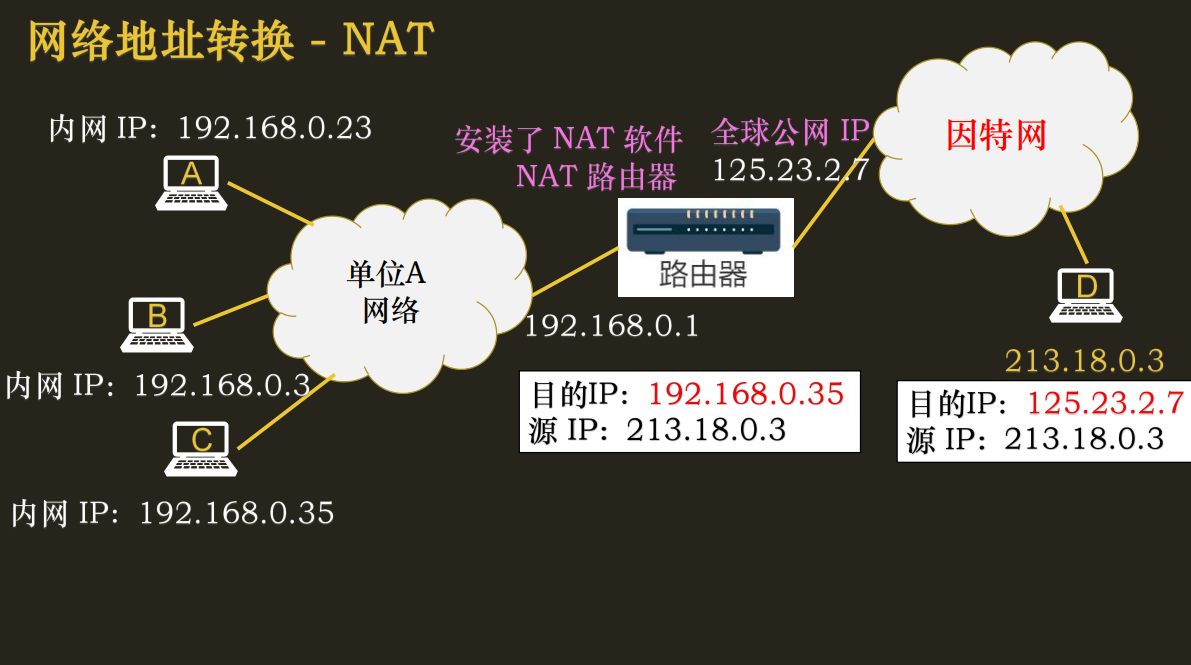 网络地址转换 - NAT
内网 IP：192.168.0.23
A
安装了 NAT 软件
NAT 路由器
全球公网 IP
125.23.2.7
因特网
单位A
网络
路由器
192.168.0.1
B
内网 IP：192.168.0.3
C
内网 IP：192.168.0.35
D
213.18.0.3
目的IP：192.168.0.35
源 IP：213.18.0.3
目的IP：125.23.2.7
源 IP：213.18.0.3